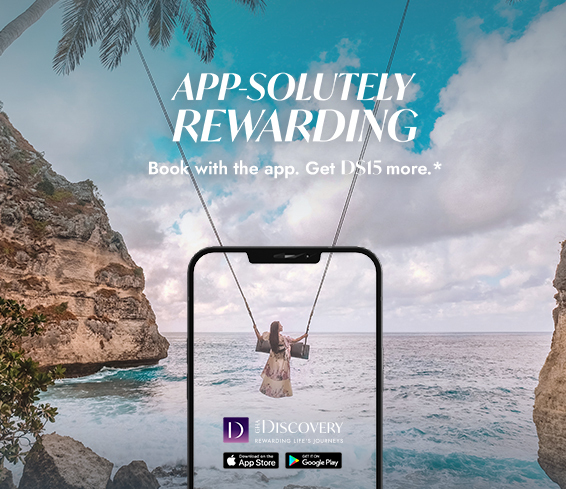 APP-SOLUTELY
REWARDING
Book with the app. Get D$15 more.*
D
GHA DISCOVERY
REWARDING LIFE'S JOURNEYS
Download on the
App Store
GET IT ON
Google Play